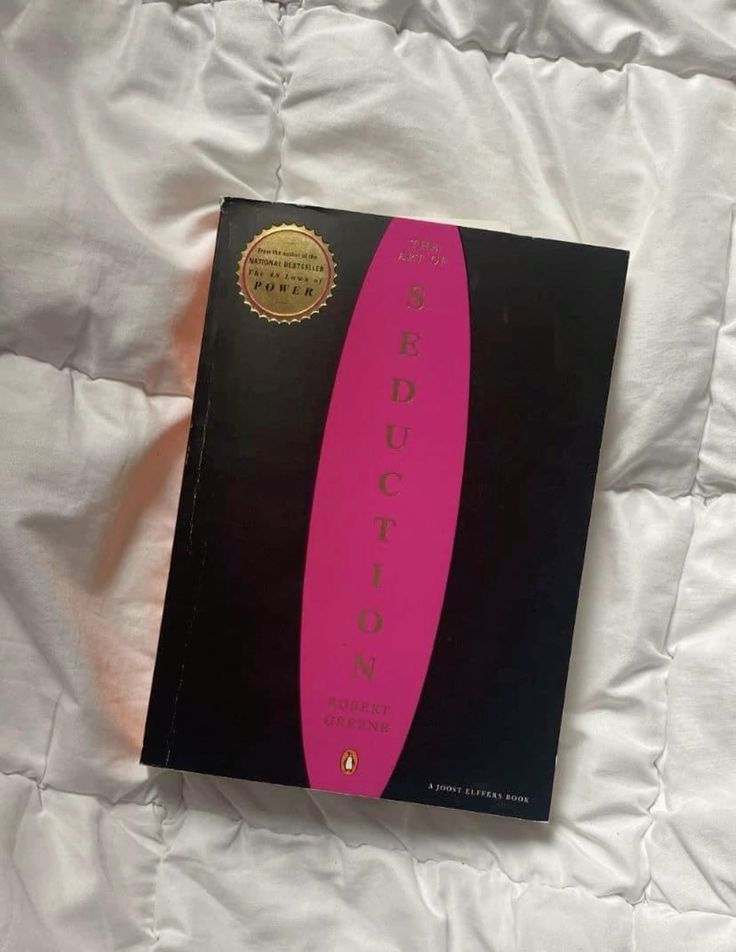 From the author of the
NATIONAL BESTSELLER
The 48 Laws of
POWER
THE
ART OF
S
E
D
U
C
T
I
O
N
ROBERT
GREENE
A JOOST ELFFERS BOOK